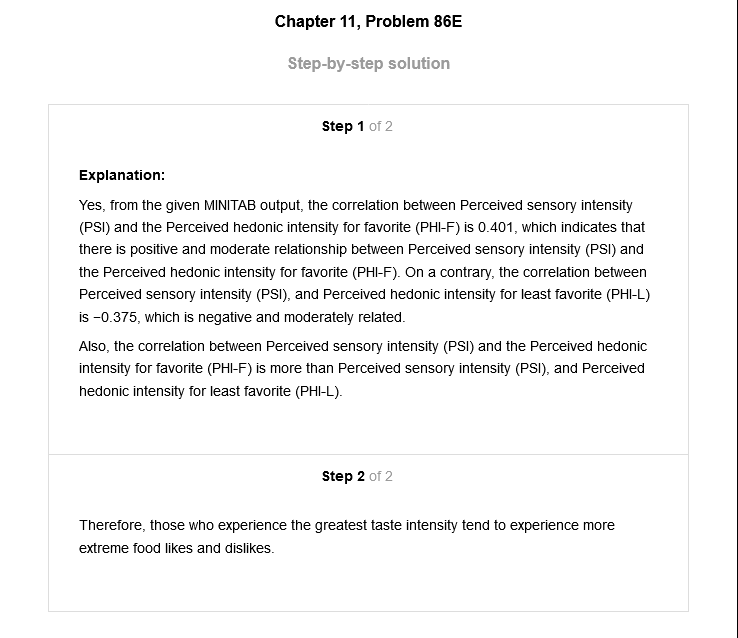 Chapter 11, Problem 86E
Step-by-step solution
Step 1 of 2
Explanation:
Yes, from the given MINITAB output, the correlation between Perceived sensory intensity
(PSI) and the Perceived hedonic intensity for favorite (PHI-F) is 0.401, which indicates that
there is positive and moderate relationship between Perceived sensory intensity (PSI) and
the Perceived hedonic intensity for favorite (PHI-F). On a contrary, the correlation between
Perceived sensory intensity (PSI), and Perceived hedonic intensity for least favorite (PHI-L)
is −0.375, which is negative and moderately related.
Also, the correlation between Perceived sensory intensity (PSI) and the Perceived hedonic
intensity for favorite (PHI-F) is more than Perceived sensory intensity (PSI), and Perceived
hedonic intensity for least favorite (PHI-L).
Step 2 of 2
Therefore, those who experience the greatest taste intensity tend to experience more
extreme food likes and dislikes.